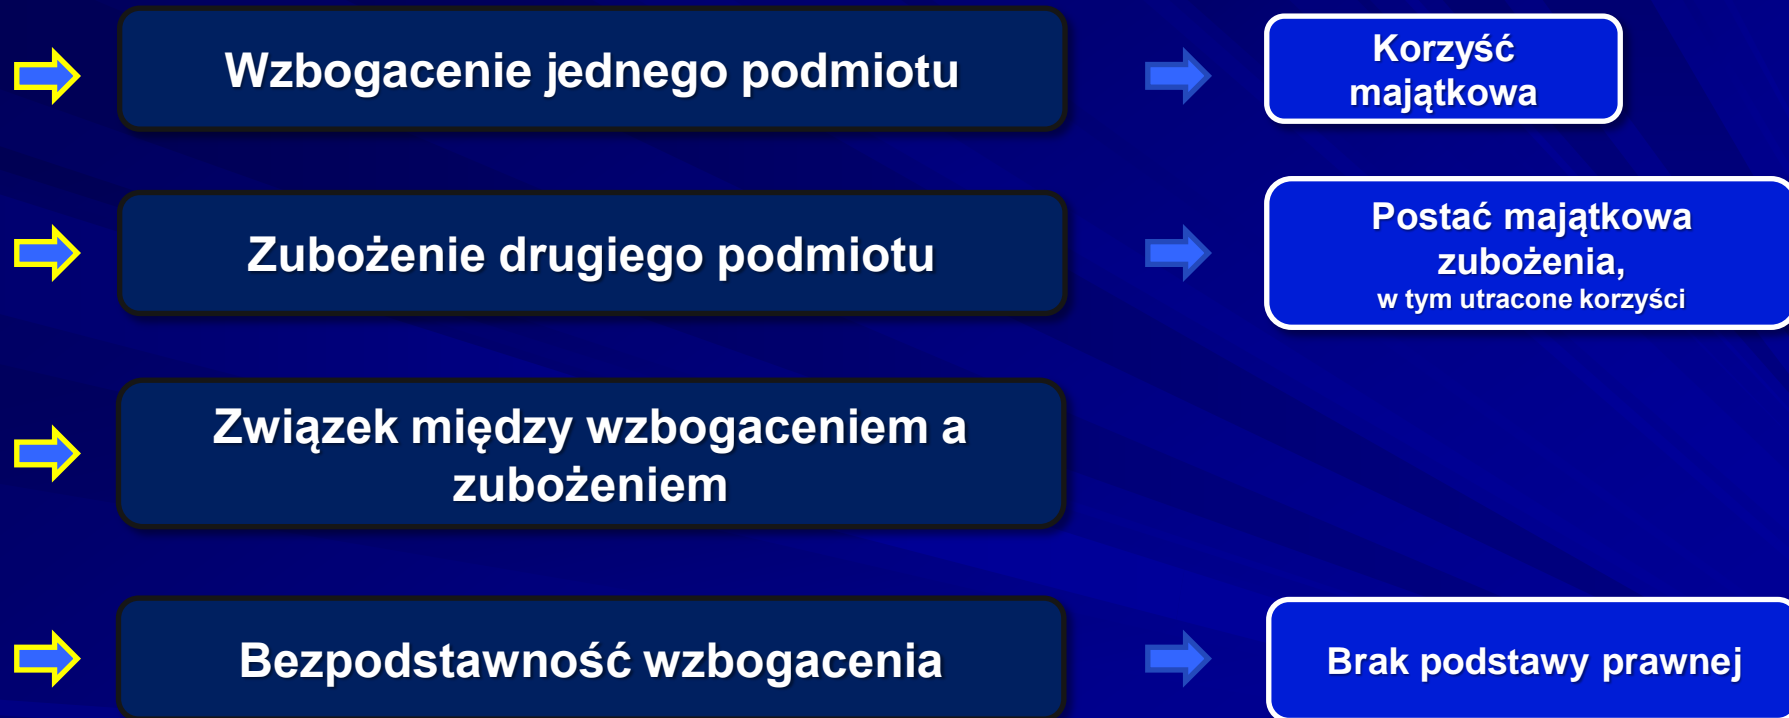 Wzbogacenie jednego podmiotu
Korzyść
majątkowa
Zubożenie drugiego podmiotu
Postać majątkowa
zubożenia,
w tym utracone korzyści
Związek między wzbogaceniem a
zubożeniem
Bezpodstawność wzbogacenia
Brak podstawy prawnej